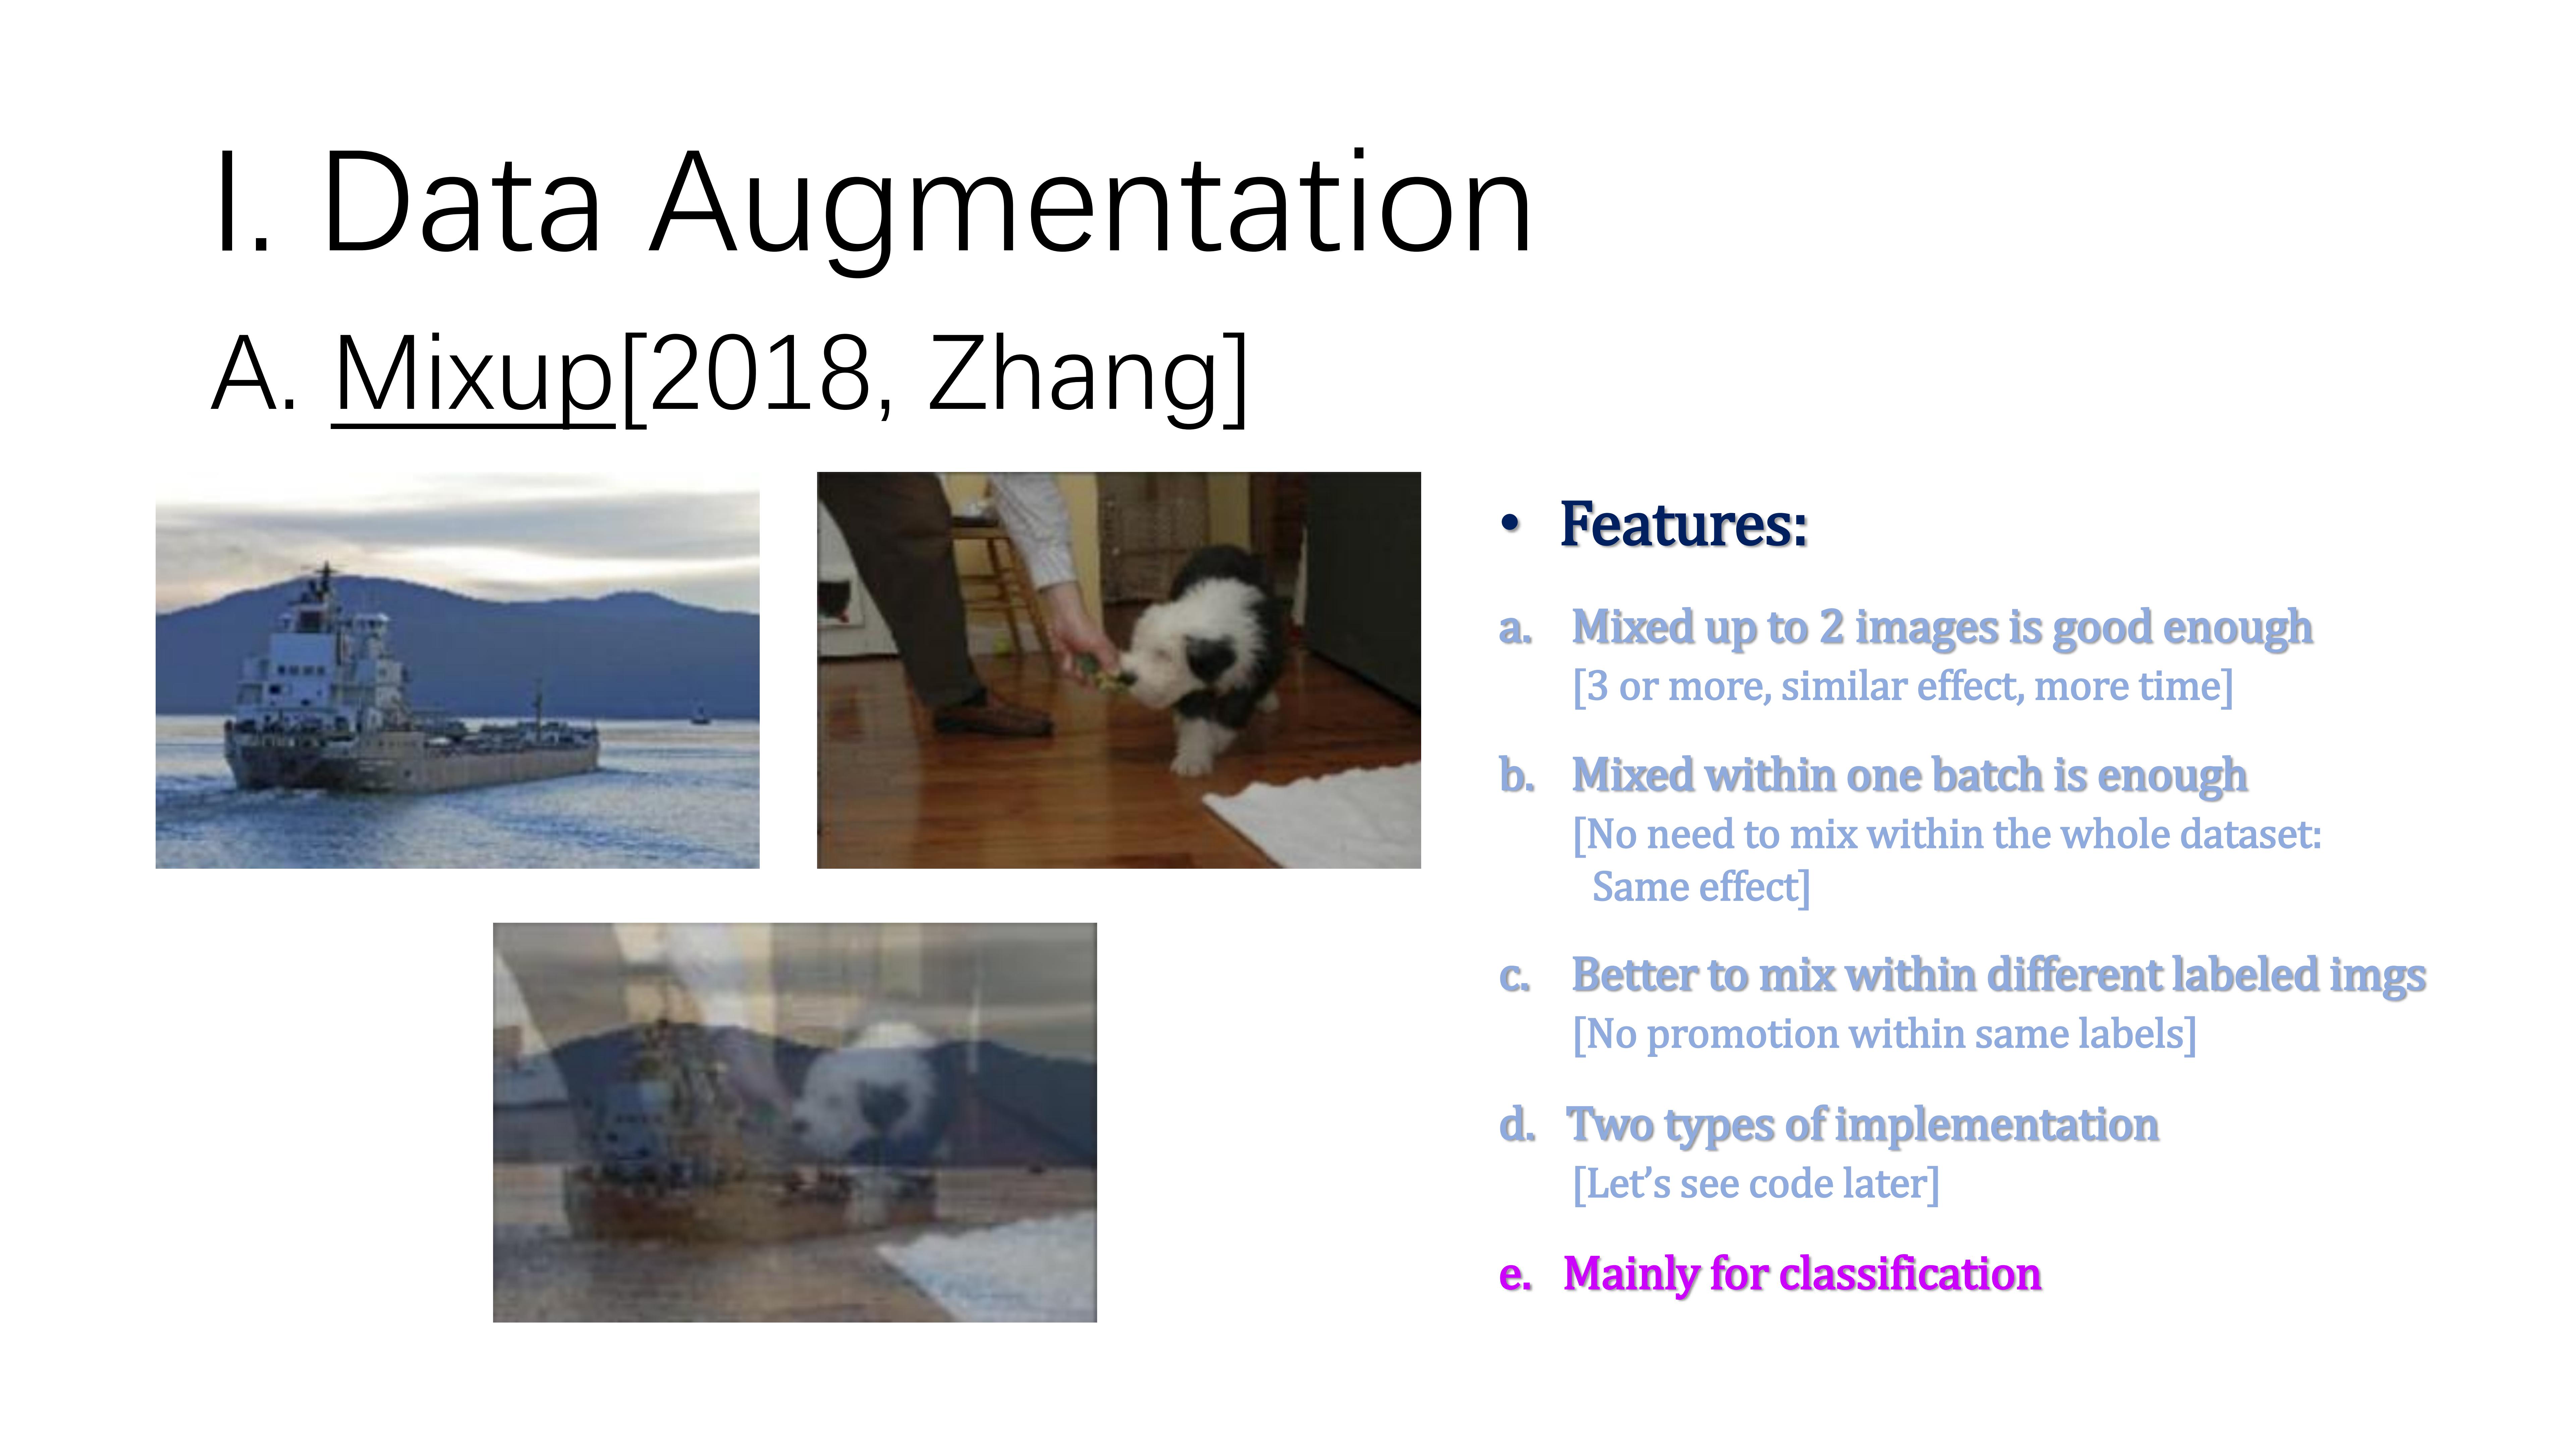 I. Data Augmentation
A. Mixup[2018, Zhang]
• Features:
a. Mixed up to 2 images is good enough
[3 or more, similar effect, more time]
b. Mixed within one batch is enough
[No need to mix within the whole dataset:
Same effect]
c. Better to mix within different labeled imgs
[No promotion within same labels]
d. Two types of implementation
[Let’s see code later]
e. Mainly for classification